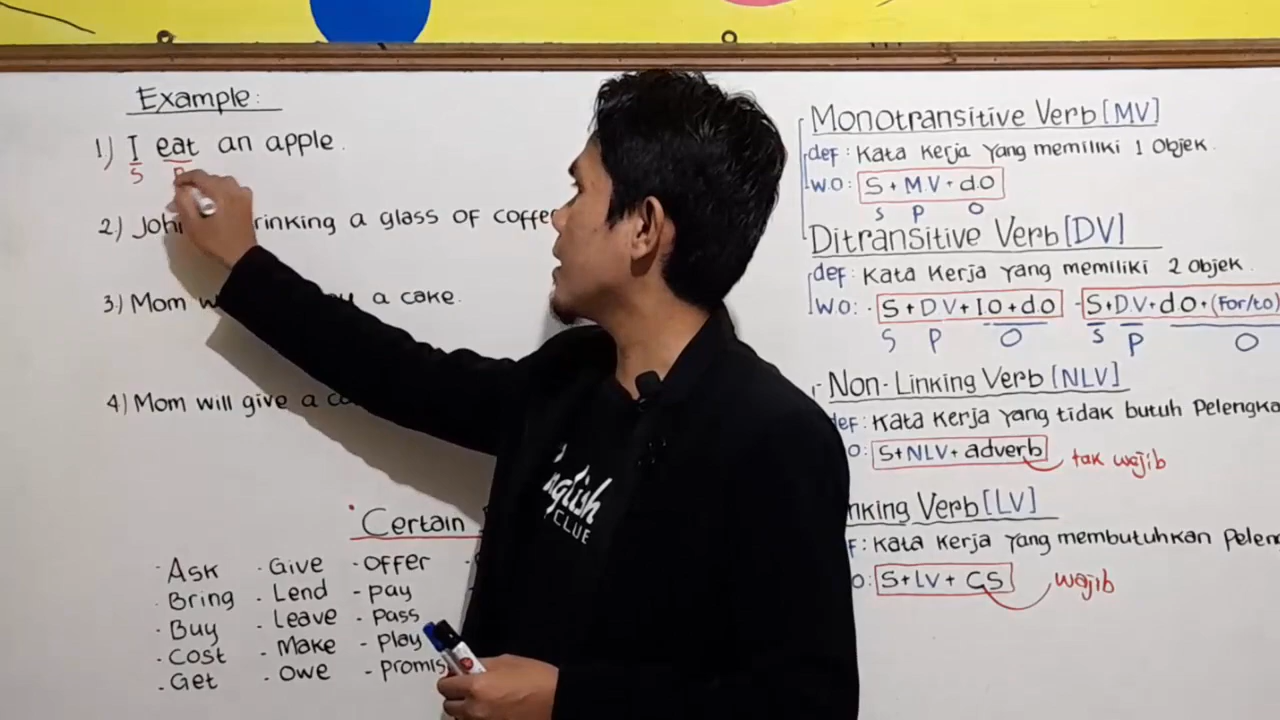 Example:
1) I eat an apple.
S
2) drinking a glass of coffee
3) Mom a cake.
4) Mom will give a
Certain
· Ask
· Bring
· Buy
· Cost
· Get
· Give
· Lend
· Leave
· Make
· Owe
- Offer
- Pay
- Pass
- Play
- promis
Monotransitive Verb [MV]
def: Kata Kerja yang memiliki 1 Objek.
W.O: S + M.V + d.O
S P O
Ditransitive Verb [DV]
def: Kata Kerja yang memiliki 2 Objek.
W.O: - S + D.V + I.O + d.O - S + D.V + d.O + (For/to)
S P O S P O
Non-Linking Verb [NLV]
def: Kata Kerja yang tidak butuh Pelengka
O: S + NLV + adverb tak wajib
nking Verb [LV]
F: Kata Kerja yang membutuhkan Pelen
O: S + LV + CS wajib
English
CLUE